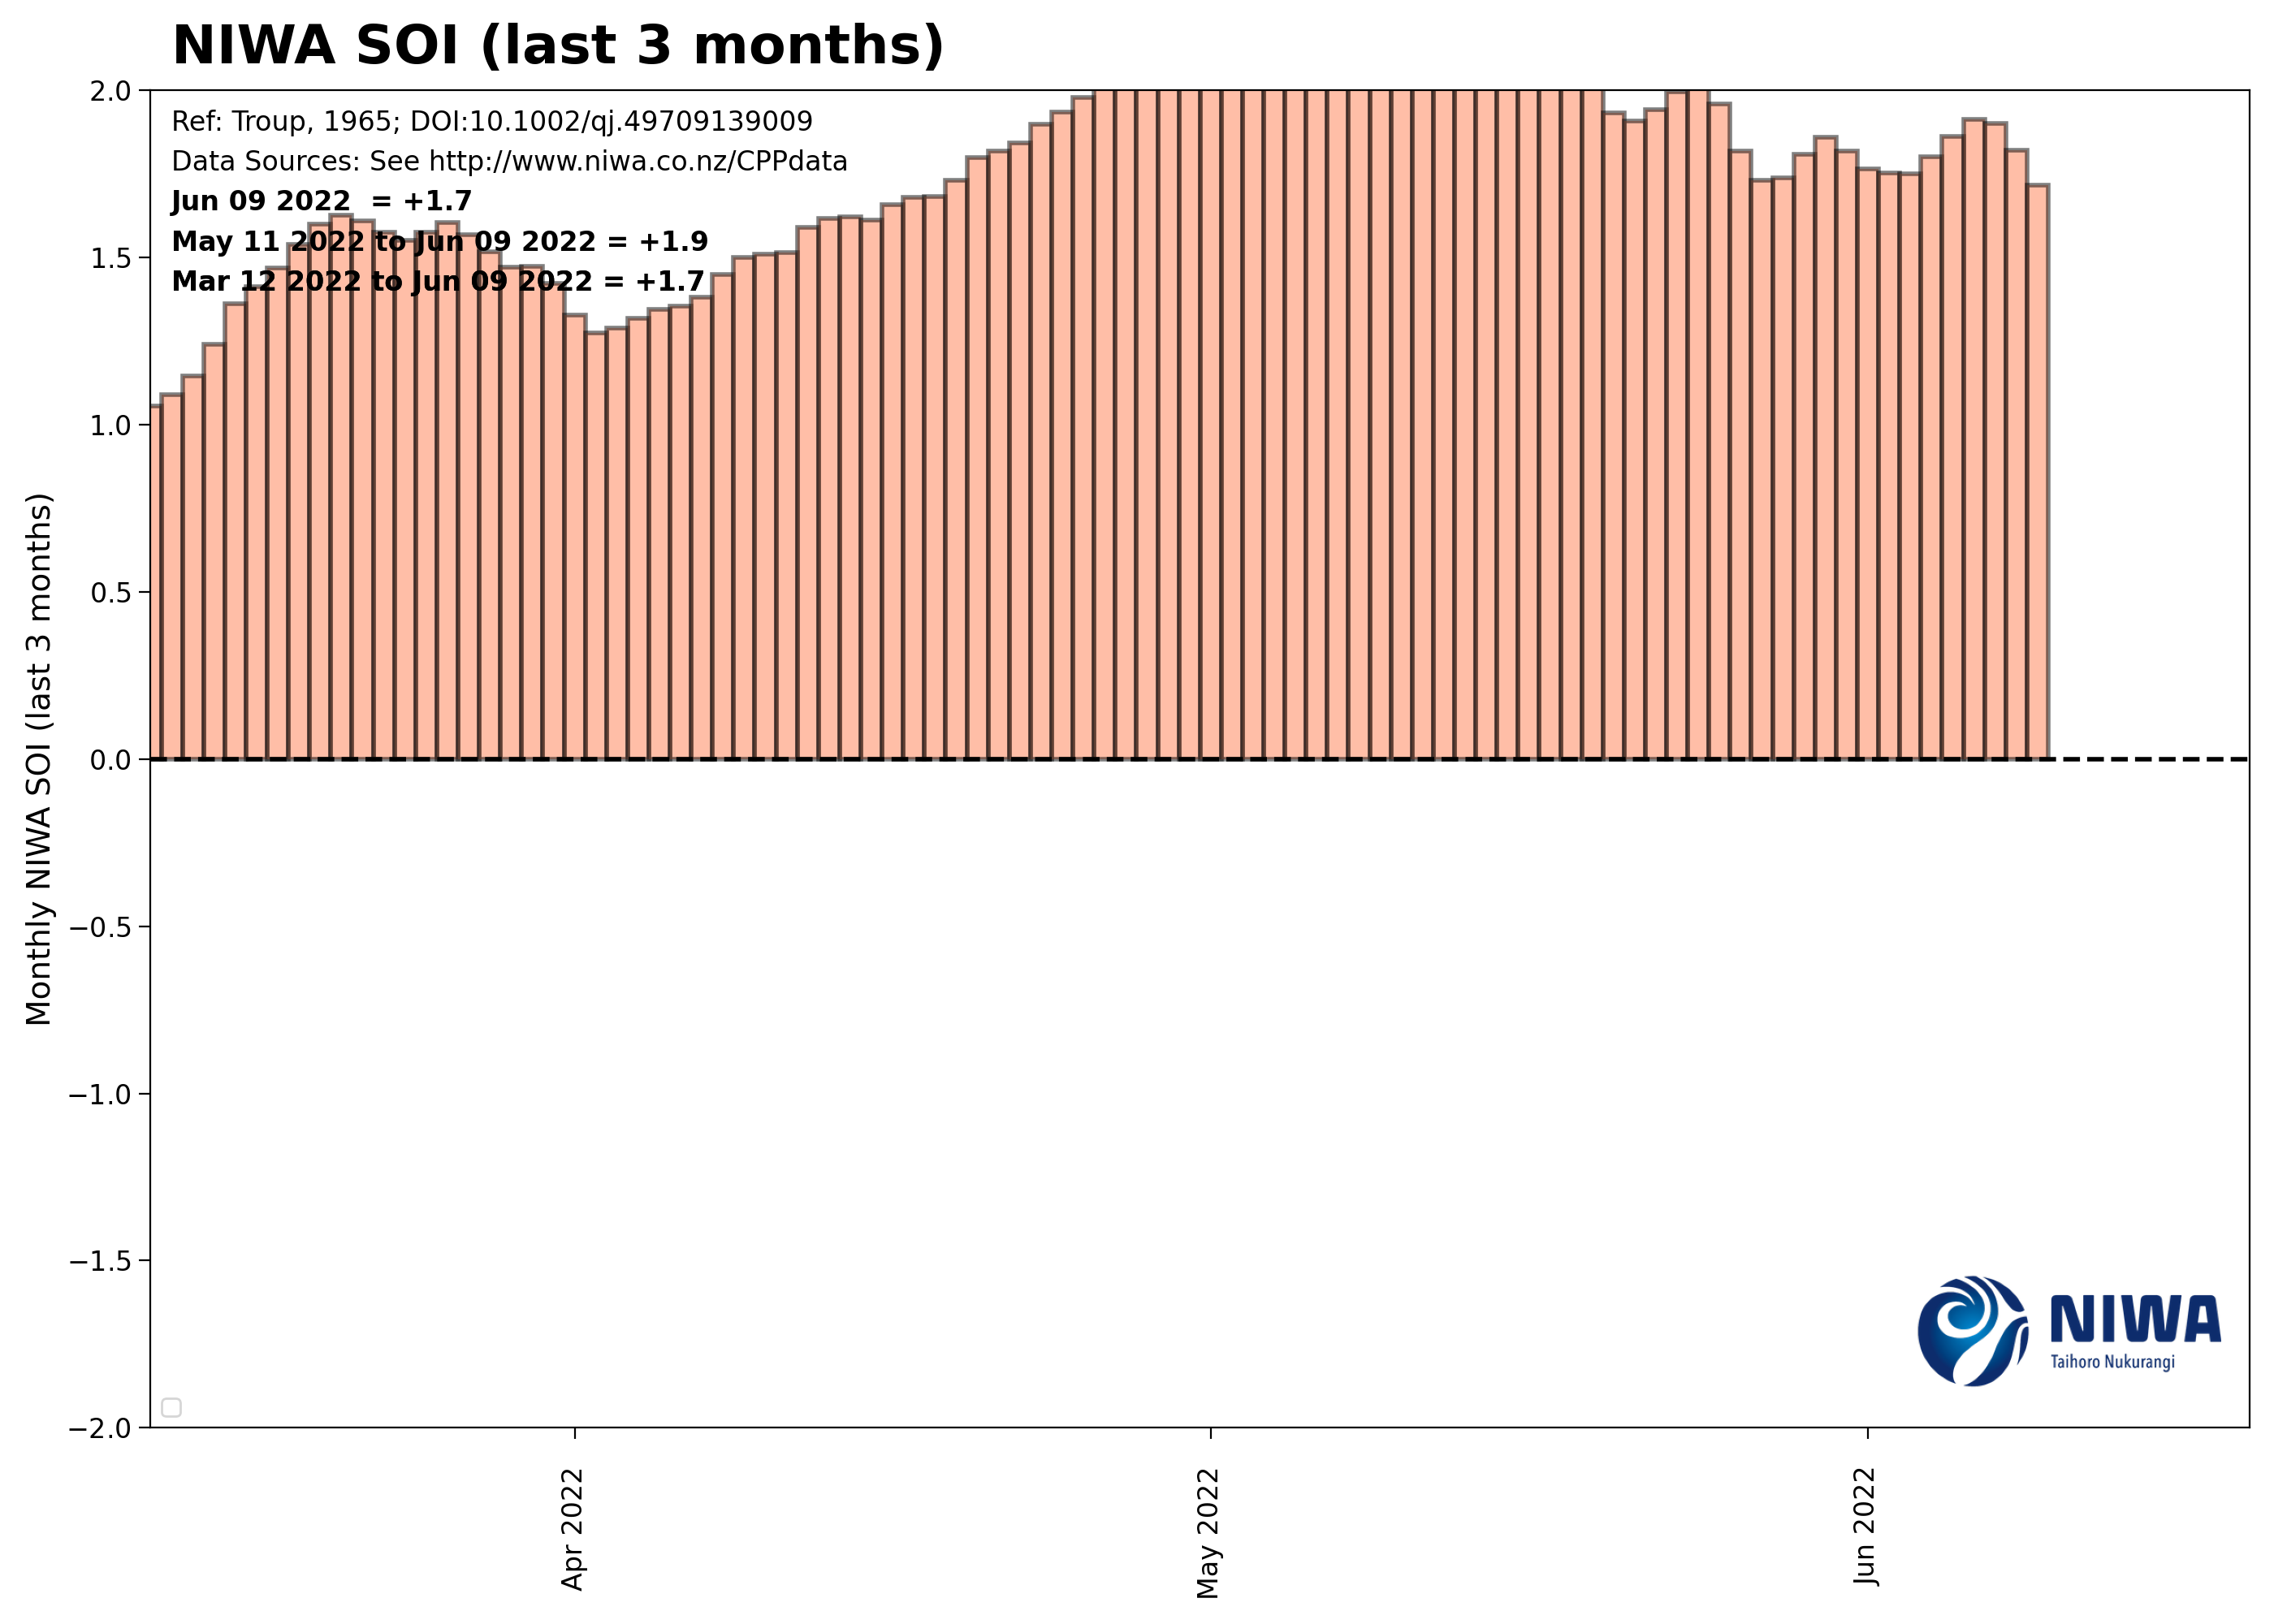 NIWA SOI (last 3 months)
2.0
Ref: Troup, 1965; DOI:10.1002/qj.49709139009
Data Sources: See http://www.niwa.co.nz/CPPdata
Jun 09 2022  = +1.7
May 11 2022 to Jun 09 2022 = +1.9
1.5
Mar 12 2022 to Jun 09 2022 = +1.7
1.0
0.5
0.0
Monthly NIWA SOI (last 3 months)
−0.5
−1.0
−1.5
NIWA
Taihoro Nukurangi
−2.0
Apr 2022
May 2022
Jun 2022